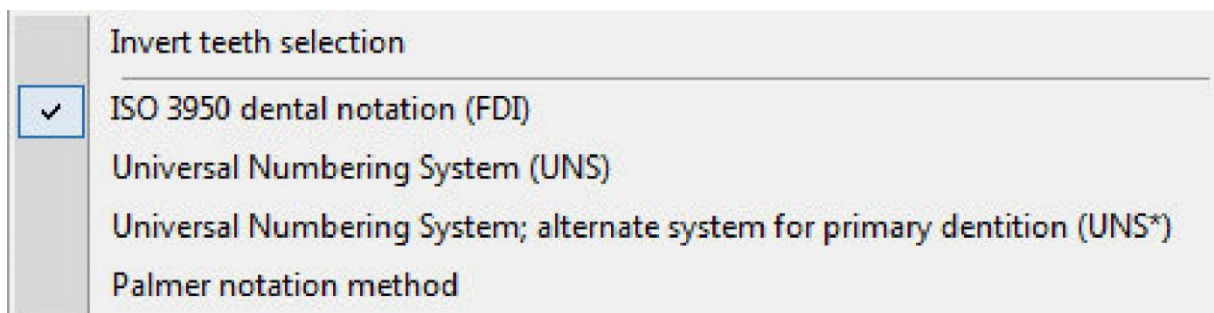 Invert teeth selection
ISO 3950 dental notation (FDI)
Universal Numbering System (UNS)
Universal Numbering System; alternate system for primary dentition (UNS*)
Palmer notation method